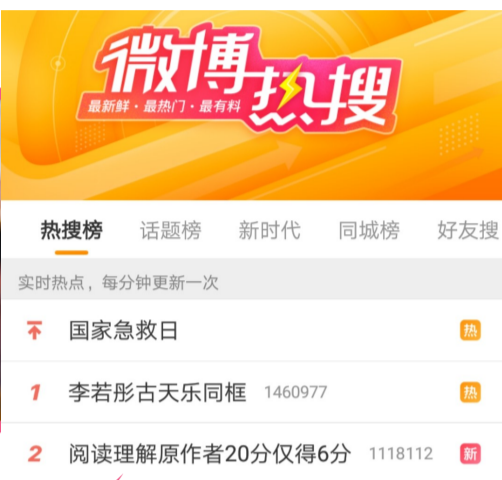 微博热搜
最新鲜·最热门·最有料
热搜榜 话题榜 新时代 同城榜 好友搜
实时热点，每分钟更新一次
国家急救日 热
1 李若彤古天乐同框 1460977 热
2 阅读理解原作者20分仅得6分 1118112 新